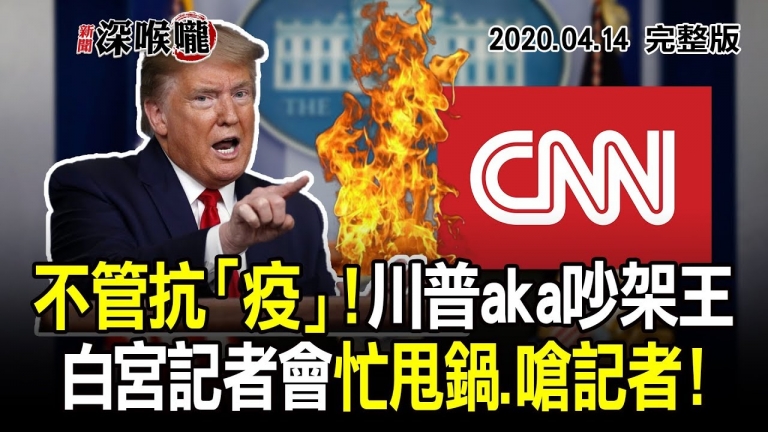 新聞深喉嚨
2020.04.14 完整版
THE
CNN
不管抗「疫」!川普aka吵架王
白宮記者會忙甩鍋.嗆記者!